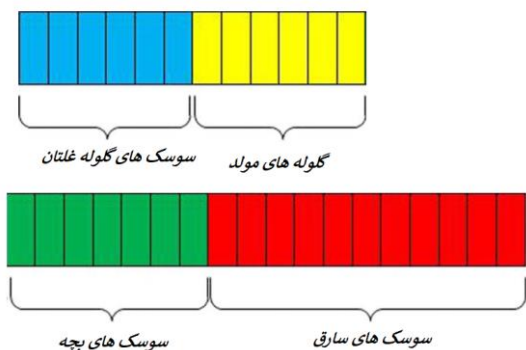 گلوله های مولد
سوسک های گلوله غلتان
سوسک های سارق
سوسک های بچه